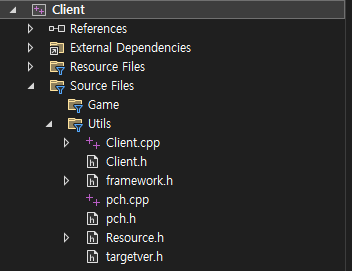 Client
References
External Dependencies
Resource Files
Source Files
Game
Utils
Client.cpp
Client.h
framework.h
pch.cpp
pch.h
Resource.h
targetver.h